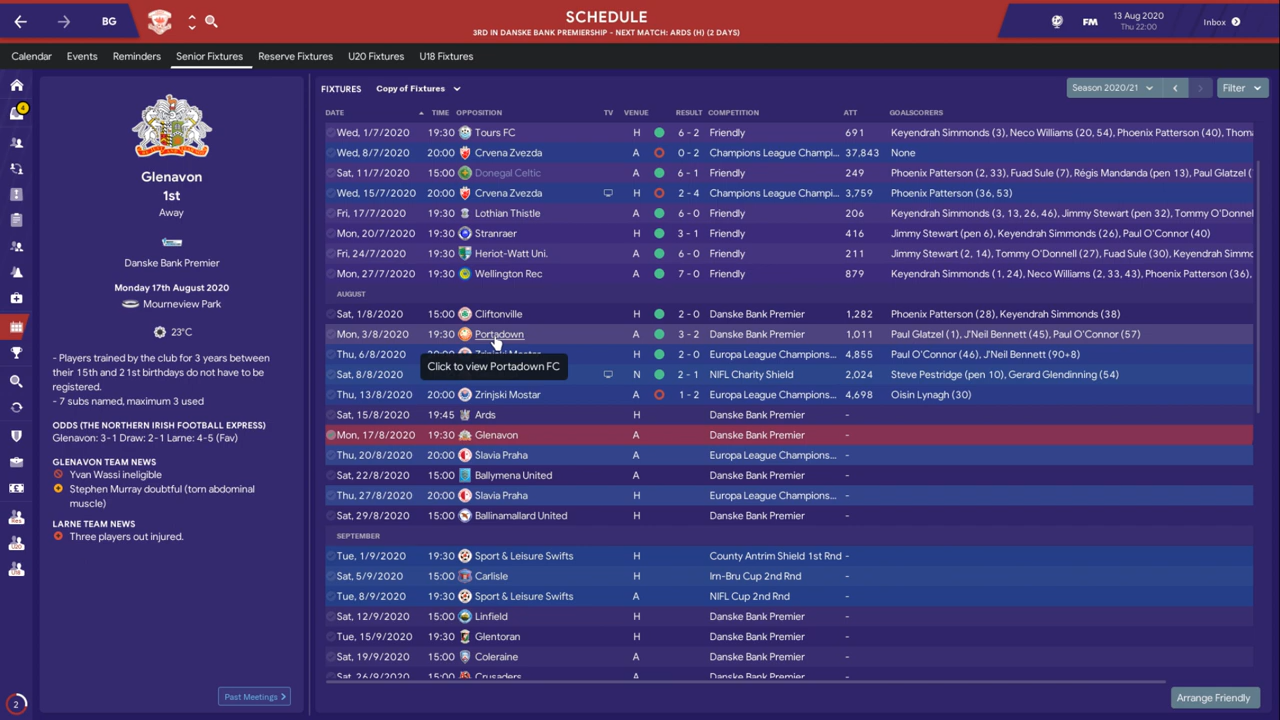 BG
SCHEDULE
3RD IN DANSKE BANK PREMIERSHIP - NEXT MATCH: ARDS (H) (2 DAYS)
FM
13 Aug 2020
Thu 22:00
Inbox
Calendar Events Reminders Senior Fixtures Reserve Fixtures U20 Fixtures U18 Fixtures
4
Glenavon
1st
Away
Danske Bank Premier
Monday 17th August 2020
Mourneview Park
23°C
- Players trained by the club for 3 years between
their 15th and 21st birthdays do not have to be
registered.
- 7 subs named, maximum 3 used
ODDS (THE NORTHERN IRISH FOOTBALL EXPRESS)
Glenavon: 3-1 Draw: 2-1 Larne: 4-5 (Fav)
GLENAVON TEAM NEWS
Yvan Wassi ineligible
Stephen Murray doubtful (torn abdominal
muscle)
LARNE TEAM NEWS
Three players out injured.
Past Meetings
2
FIXTURES Copy of Fixtures Season 2020/21 Filter
DATE TIME OPPOSITION TV VENUE RESULT COMPETITION ATT GOALSCORERS
Wed, 1/7/2020 19:30 Tours FC H 6 - 2 Friendly 691 Keyendrah Simmonds (3), Neco Williams (20, 54), Phoenix Patterson (40), Thom
Wed, 8/7/2020 20:00 Crvena Zvezda A 0 - 2 Champions League Champi... 37,843 None
Sat, 11/7/2020 15:00 Donegal Celtic A 6 - 1 Friendly 249 Phoenix Patterson (2, 33), Fuad Sule (7), Régis Mandanda (pen 13), Paul Glatzel (
Wed, 15/7/2020 20:00 Crvena Zvezda H 2 - 4 Champions League Champi... 3,759 Phoenix Patterson (36, 53)
Fri, 17/7/2020 19:30 Lothian Thistle A 6 - 0 Friendly 206 Keyendrah Simmonds (3, 13, 26, 46), Jimmy Stewart (pen 32), Tommy O'Donnel
Mon, 20/7/2020 19:30 Stranraer H 3 - 1 Friendly 416 Jimmy Stewart (pen 6), Keyendrah Simmonds (26), Paul O'Connor (40)
Fri, 24/7/2020 19:30 Heriot-Watt Uni. A 6 - 0 Friendly 211 Jimmy Stewart (2, 14), Tommy O'Donnell (27), Fuad Sule (30), Keyendrah Simm
Mon, 27/7/2020 19:30 Wellington Rec A 7 - 0 Friendly 879 Keyendrah Simmonds (1, 24), Neco Williams (2, 33, 43), Phoenix Patterson (36),
AUGUST
Sat, 1/8/2020 15:00 Cliftonville H 2 - 0 Danske Bank Premier 1,282 Phoenix Patterson (28), Keyendrah Simmonds (38)
Mon, 3/8/2020 19:30 Portadown A 3 - 2 Danske Bank Premier 1,011 Paul Glatzel (1), J'Neil Bennett (45), Paul O'Connor (57)
Thu, 6/8/2020 20:00 Zrinjski Mostar H 2 - 0 Europa League Champions... 4,855 Paul O'Connor (46), J'Neil Bennett (90+8)
Click to view Portadown FC
Sat, 8/8/2020 N 2 - 1 NIFL Charity Shield 2,024 Steve Pestridge (pen 10), Gerard Glendinning (54)
Thu, 13/8/2020 20:00 Zrinjski Mostar A 1 - 2 Europa League Champions... 4,698 Oisin Lynagh (30)
Sat, 15/8/2020 19:45 Ards H Danske Bank Premier -
Mon, 17/8/2020 19:30 Glenavon A Danske Bank Premier -
Thu, 20/8/2020 20:00 Slavia Praha A Europa League Champions... -
Sat, 22/8/2020 15:00 Ballymena United A Danske Bank Premier -
Thu, 27/8/2020 20:00 Slavia Praha H Europa League Champions... -
Sat, 29/8/2020 15:00 Ballinamallard United H Danske Bank Premier -
SEPTEMBER
Tue, 1/9/2020 19:30 Sport & Leisure Swifts H County Antrim Shield 1st Rnd -
Sat, 5/9/2020 15:00 Carlisle H Irn-Bru Cup 2nd Rnd -
Tue, 8/9/2020 19:30 Sport & Leisure Swifts A NIFL Cup 2nd Rnd -
Sat, 12/9/2020 15:00 Linfield H Danske Bank Premier -
Tue, 15/9/2020 19:30 Glentoran H Danske Bank Premier -
Sat, 19/9/2020 15:00 Coleraine A Danske Bank Premier -
Sat, 26/9/2020 15:00 Crusaders A Danske Bank Premier -
Arrange Friendly